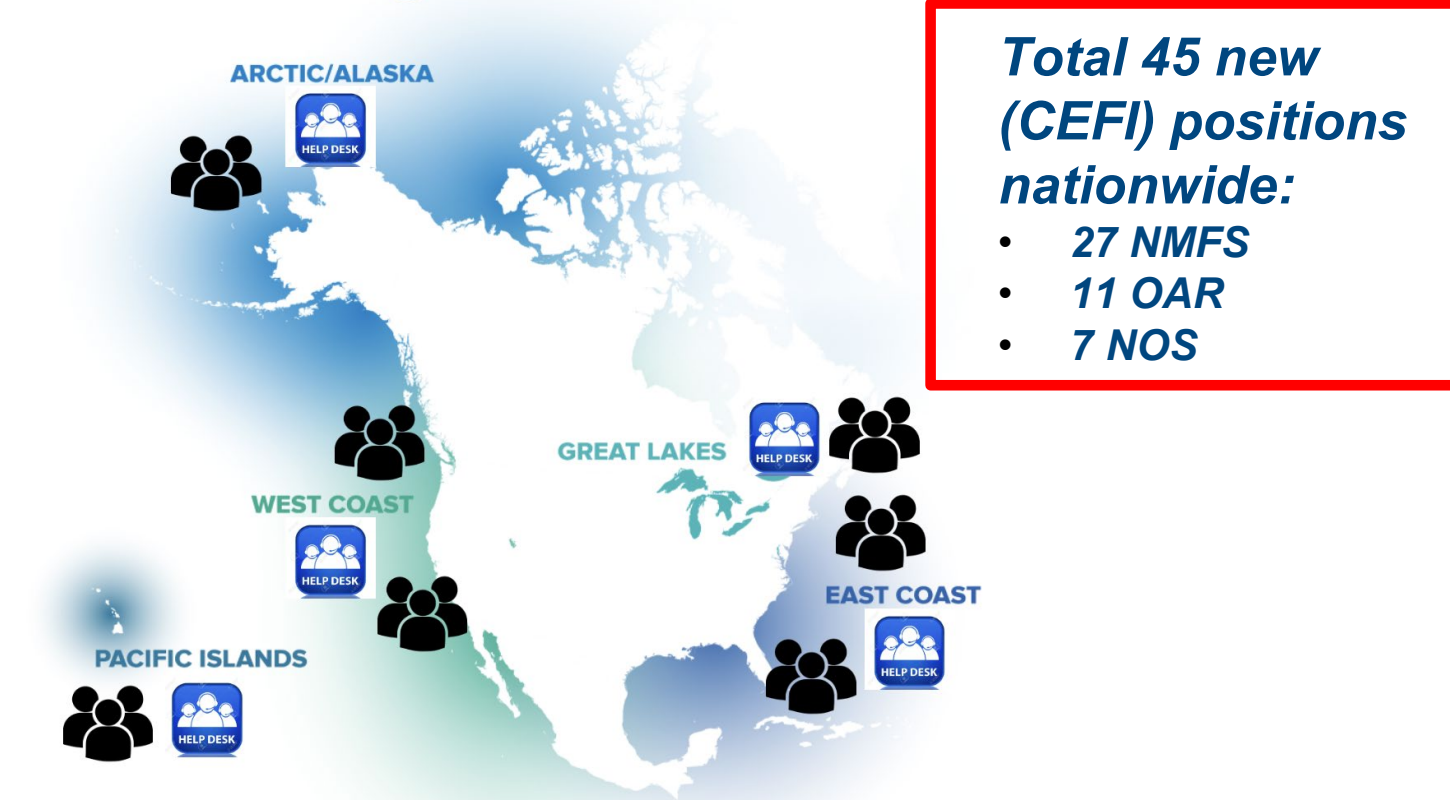 ARCTIC/ALASKA
HELP DESK
Total 45 new
(CEFI) positions
nationwide:
• 27 NMFS
• 11 OAR
• 7 NOS
GREAT LAKES
HELP DESK
WEST COAST
HELP DESK
EAST COAST
HELP DESK
PACIFIC ISLANDS
HELP DESK